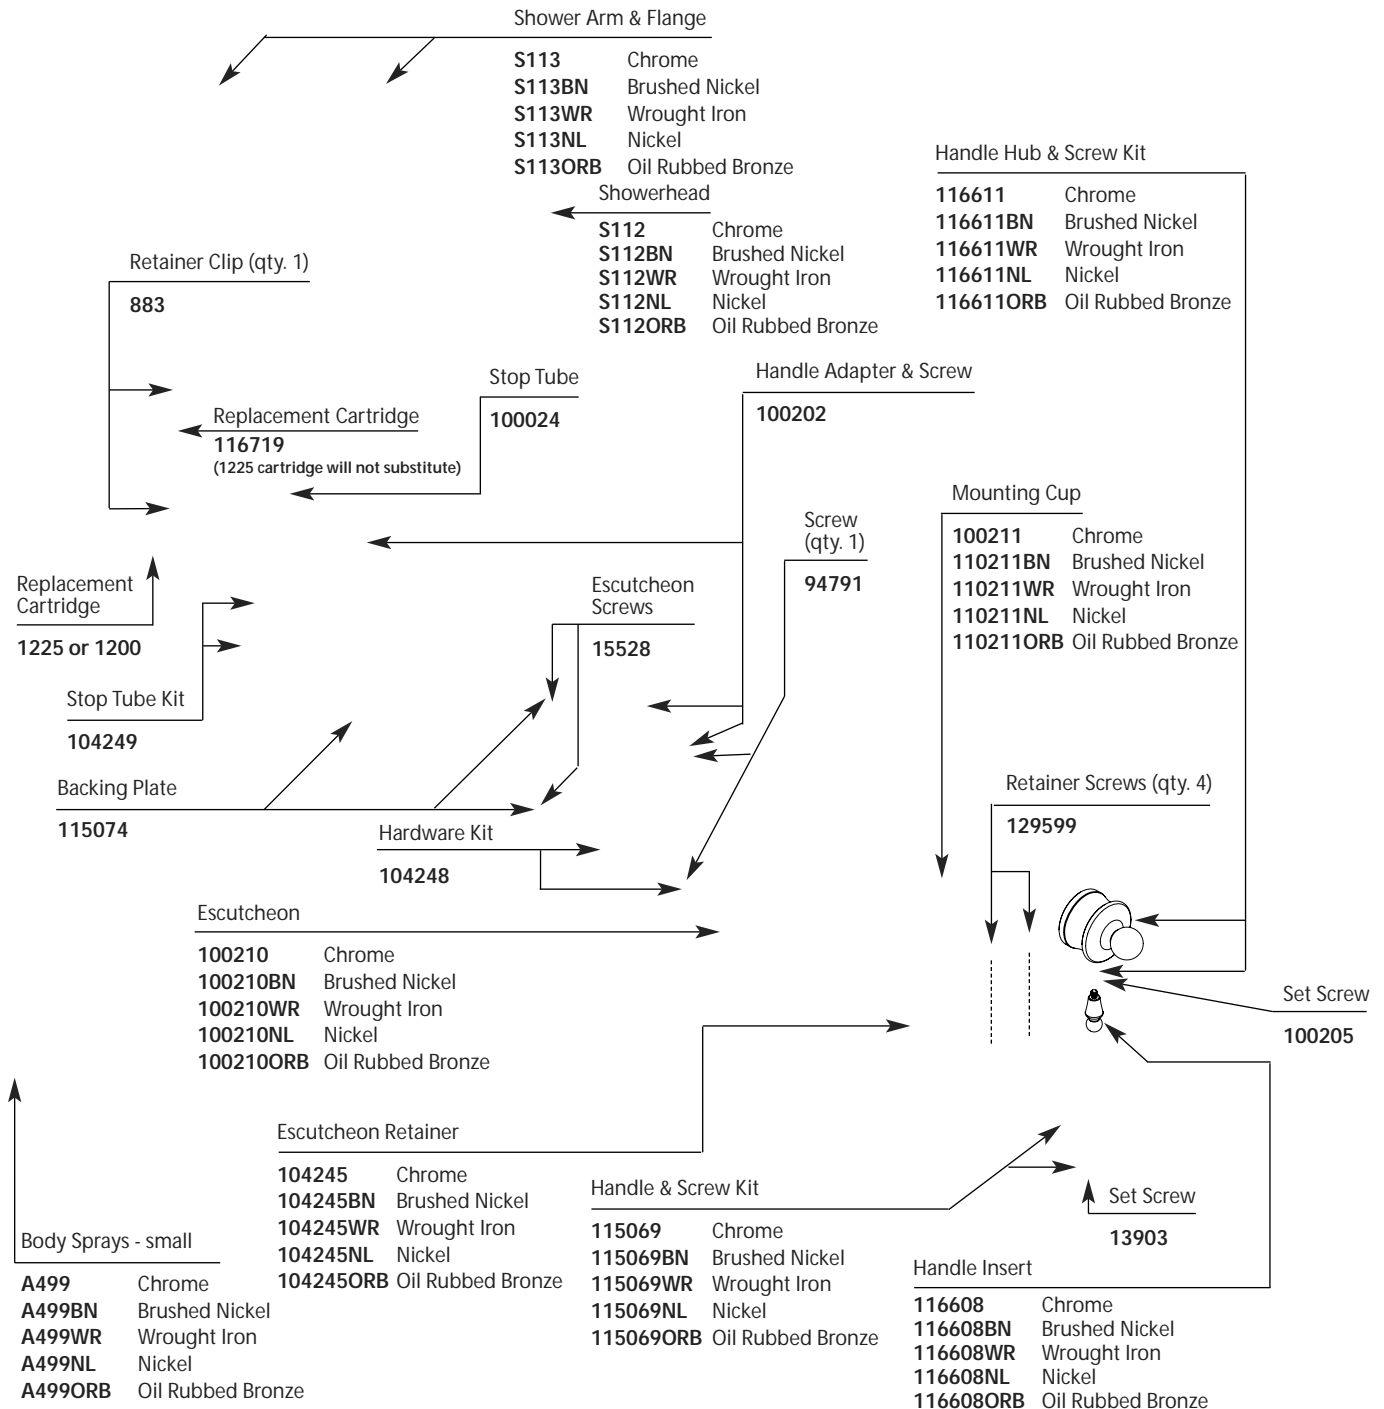 Shower Arm & Flange
S113 Chrome
S113BN Brushed Nickel
S113WR Wrought Iron
S113NL Nickel
S113ORB Oil Rubbed Bronze
Showerhead
S112 Chrome
S112BN Brushed Nickel
S112WR Wrought Iron
S112NL Nickel
S112ORB Oil Rubbed Bronze
Handle Hub & Screw Kit
116611 Chrome
116611BN Brushed Nickel
116611WR Wrought Iron
116611NL Nickel
116611ORB Oil Rubbed Bronze
Retainer Clip (qty. 1)
883
Stop Tube
100024
Handle Adapter & Screw
100202
Replacement Cartridge
116719
(1225 cartridge will not substitute)
Mounting Cup
100211 Chrome
110211BN Brushed Nickel
110211WR Wrought Iron
110211NL Nickel
110211ORB Oil Rubbed Bronze
Screw
(qty. 1)
94791
Replacement
Cartridge
1225 or 1200
Escutcheon
Screws
15528
Stop Tube Kit
104249
Backing Plate
115074
Retainer Screws (qty. 4)
129599
Hardware Kit
104248
Escutcheon
100210 Chrome
100210BN Brushed Nickel
100210WR Wrought Iron
100210NL Nickel
100210ORB Oil Rubbed Bronze
Set Screw
100205
Escutcheon Retainer
104245 Chrome
104245BN Brushed Nickel
104245WR Wrought Iron
104245NL Nickel
104245ORB Oil Rubbed Bronze
Handle & Screw Kit
115069 Chrome
115069BN Brushed Nickel
115069WR Wrought Iron
115069NL Nickel
115069ORB Oil Rubbed Bronze
Set Screw
13903
Body Sprays - small
A499 Chrome
A499BN Brushed Nickel
A499WR Wrought Iron
A499NL Nickel
A499ORB Oil Rubbed Bronze
Handle Insert
116608 Chrome
116608BN Brushed Nickel
116608WR Wrought Iron
116608NL Nickel
116608ORB Oil Rubbed Bronze